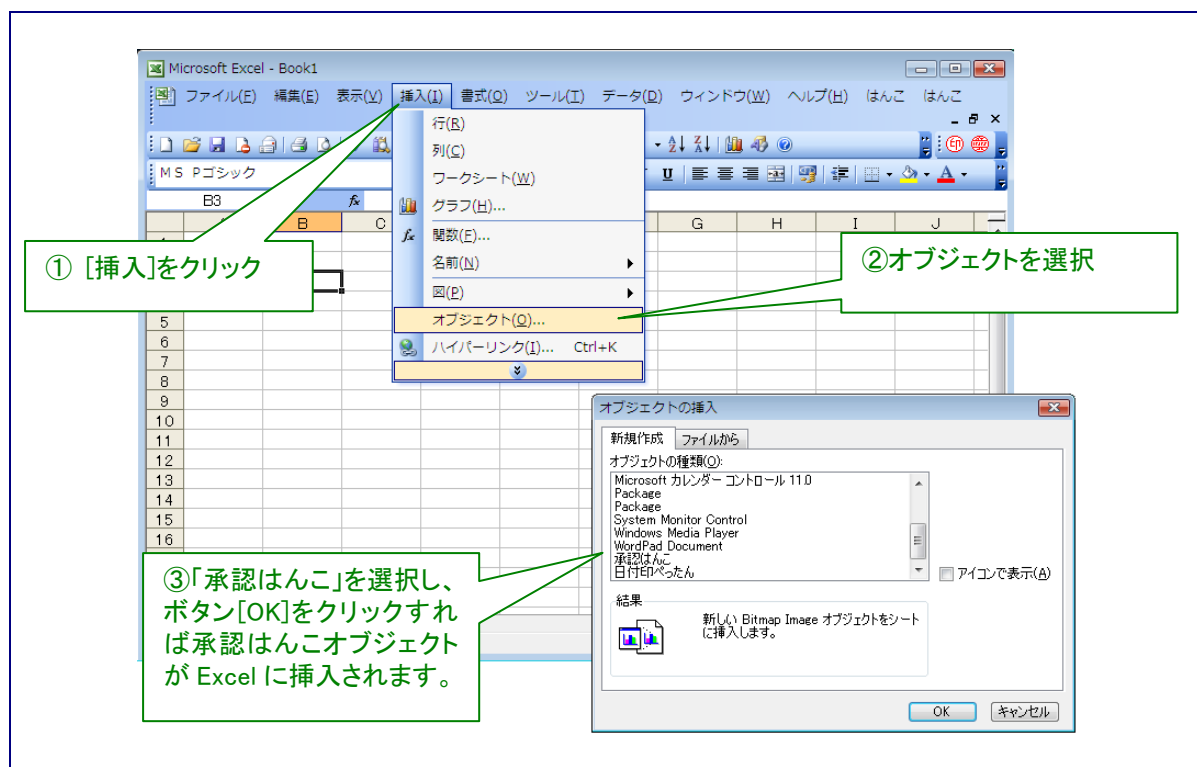 Microsoft Excel - Book1
ファイル(F) 編集(E) 表示(V) 挿入(I) 書式(O) ツール(T) データ(D) ウィンドウ(W) ヘルプ(H) はんこ はんこ
ＭＳ Ｐゴシック
B3
fx
B C G H I J
行(R)
列(C)
ワークシート(W)
グラフ(H)...
関数(F)...
名前(N)
図(P)
オブジェクト(O)...
ハイパーリンク(I)... Ctrl+K
① [挿入]をクリック
②オブジェクトを選択
5
6
7
8
9
10
11
12
13
14
15
16
③「承認はんこ」を選択し、
ボタン[OK]をクリックすれ
ば承認はんこオブジェクト
が Excel に挿入されます。
オブジェクトの挿入
新規作成 ファイルから
オブジェクトの種類(O):
Microsoft カレンダー コントロール 11.0
Package
Package
System Monitor Control
Windows Media Player
WordPad Document
承認はんこ
日付印ぺったん
アイコンで表示(A)
結果
新しい Bitmap Image オブジェクトをシート
に挿入します。
OK キャンセル